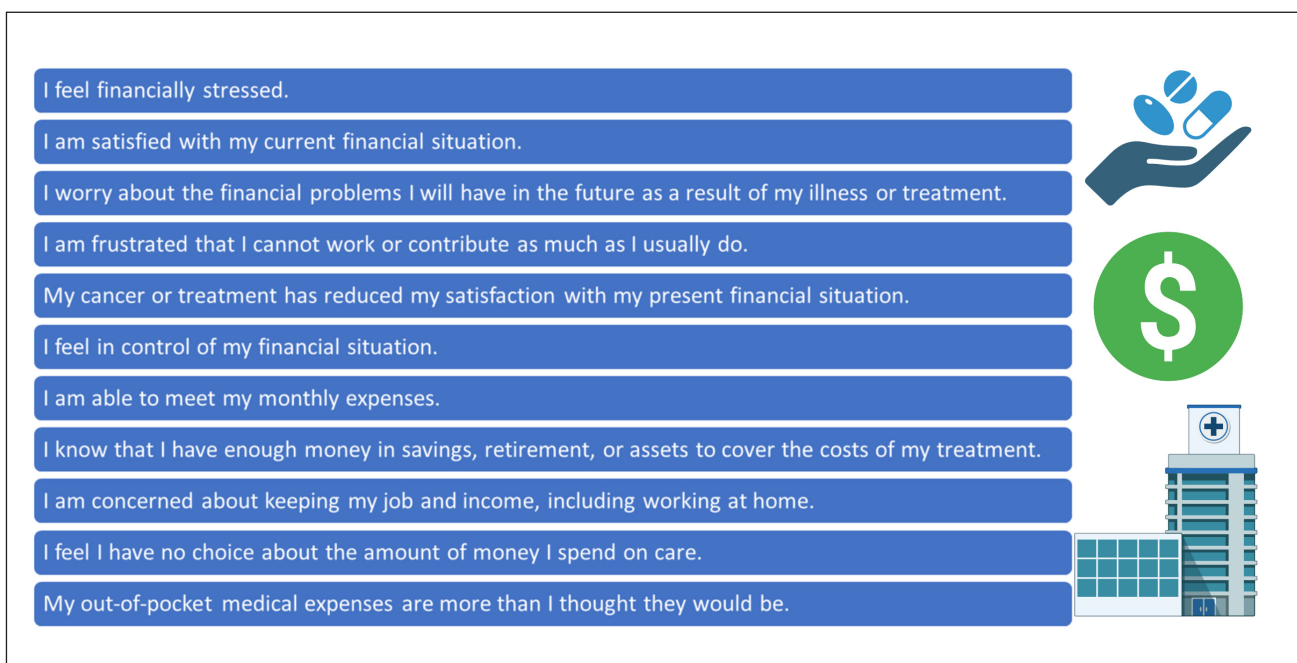 I feel financially stressed.
I am satisfied with my current financial situation.
I worry about the financial problems I will have in the future as a result of my illness or treatment.
I am frustrated that I cannot work or contribute as much as I usually do.
My cancer or treatment has reduced my satisfaction with my present financial situation.
I feel in control of my financial situation.
I am able to meet my monthly expenses.
I know that I have enough money in savings, retirement, or assets to cover the costs of my treatment.
I am concerned about keeping my job and income, including working at home.
I feel I have no choice about the amount of money I spend on care.
My out-of-pocket medical expenses are more than I thought they would be.
$